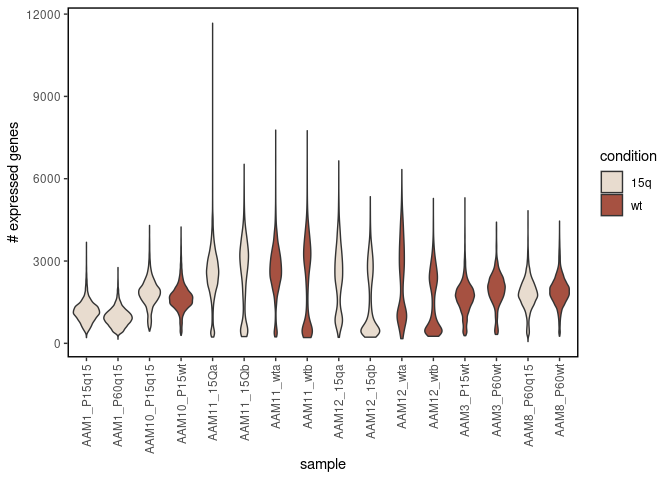 12000
9000
6000
3000
0
# expressed genes
AAM1_P15q15
AAM1_P60q15
AAM10_P15q15
AAM10_P15wt
AAM11_15Qa
AAM11_15Qb
AAM11_wta
AAM11_wtb
AAM12_15qa
AAM12_15qb
AAM12_wta
AAM12_wtb
AAM3_P15wt
AAM3_P60wt
AAM8_P60q15
AAM8_P60wt
sample
condition
15q
wt